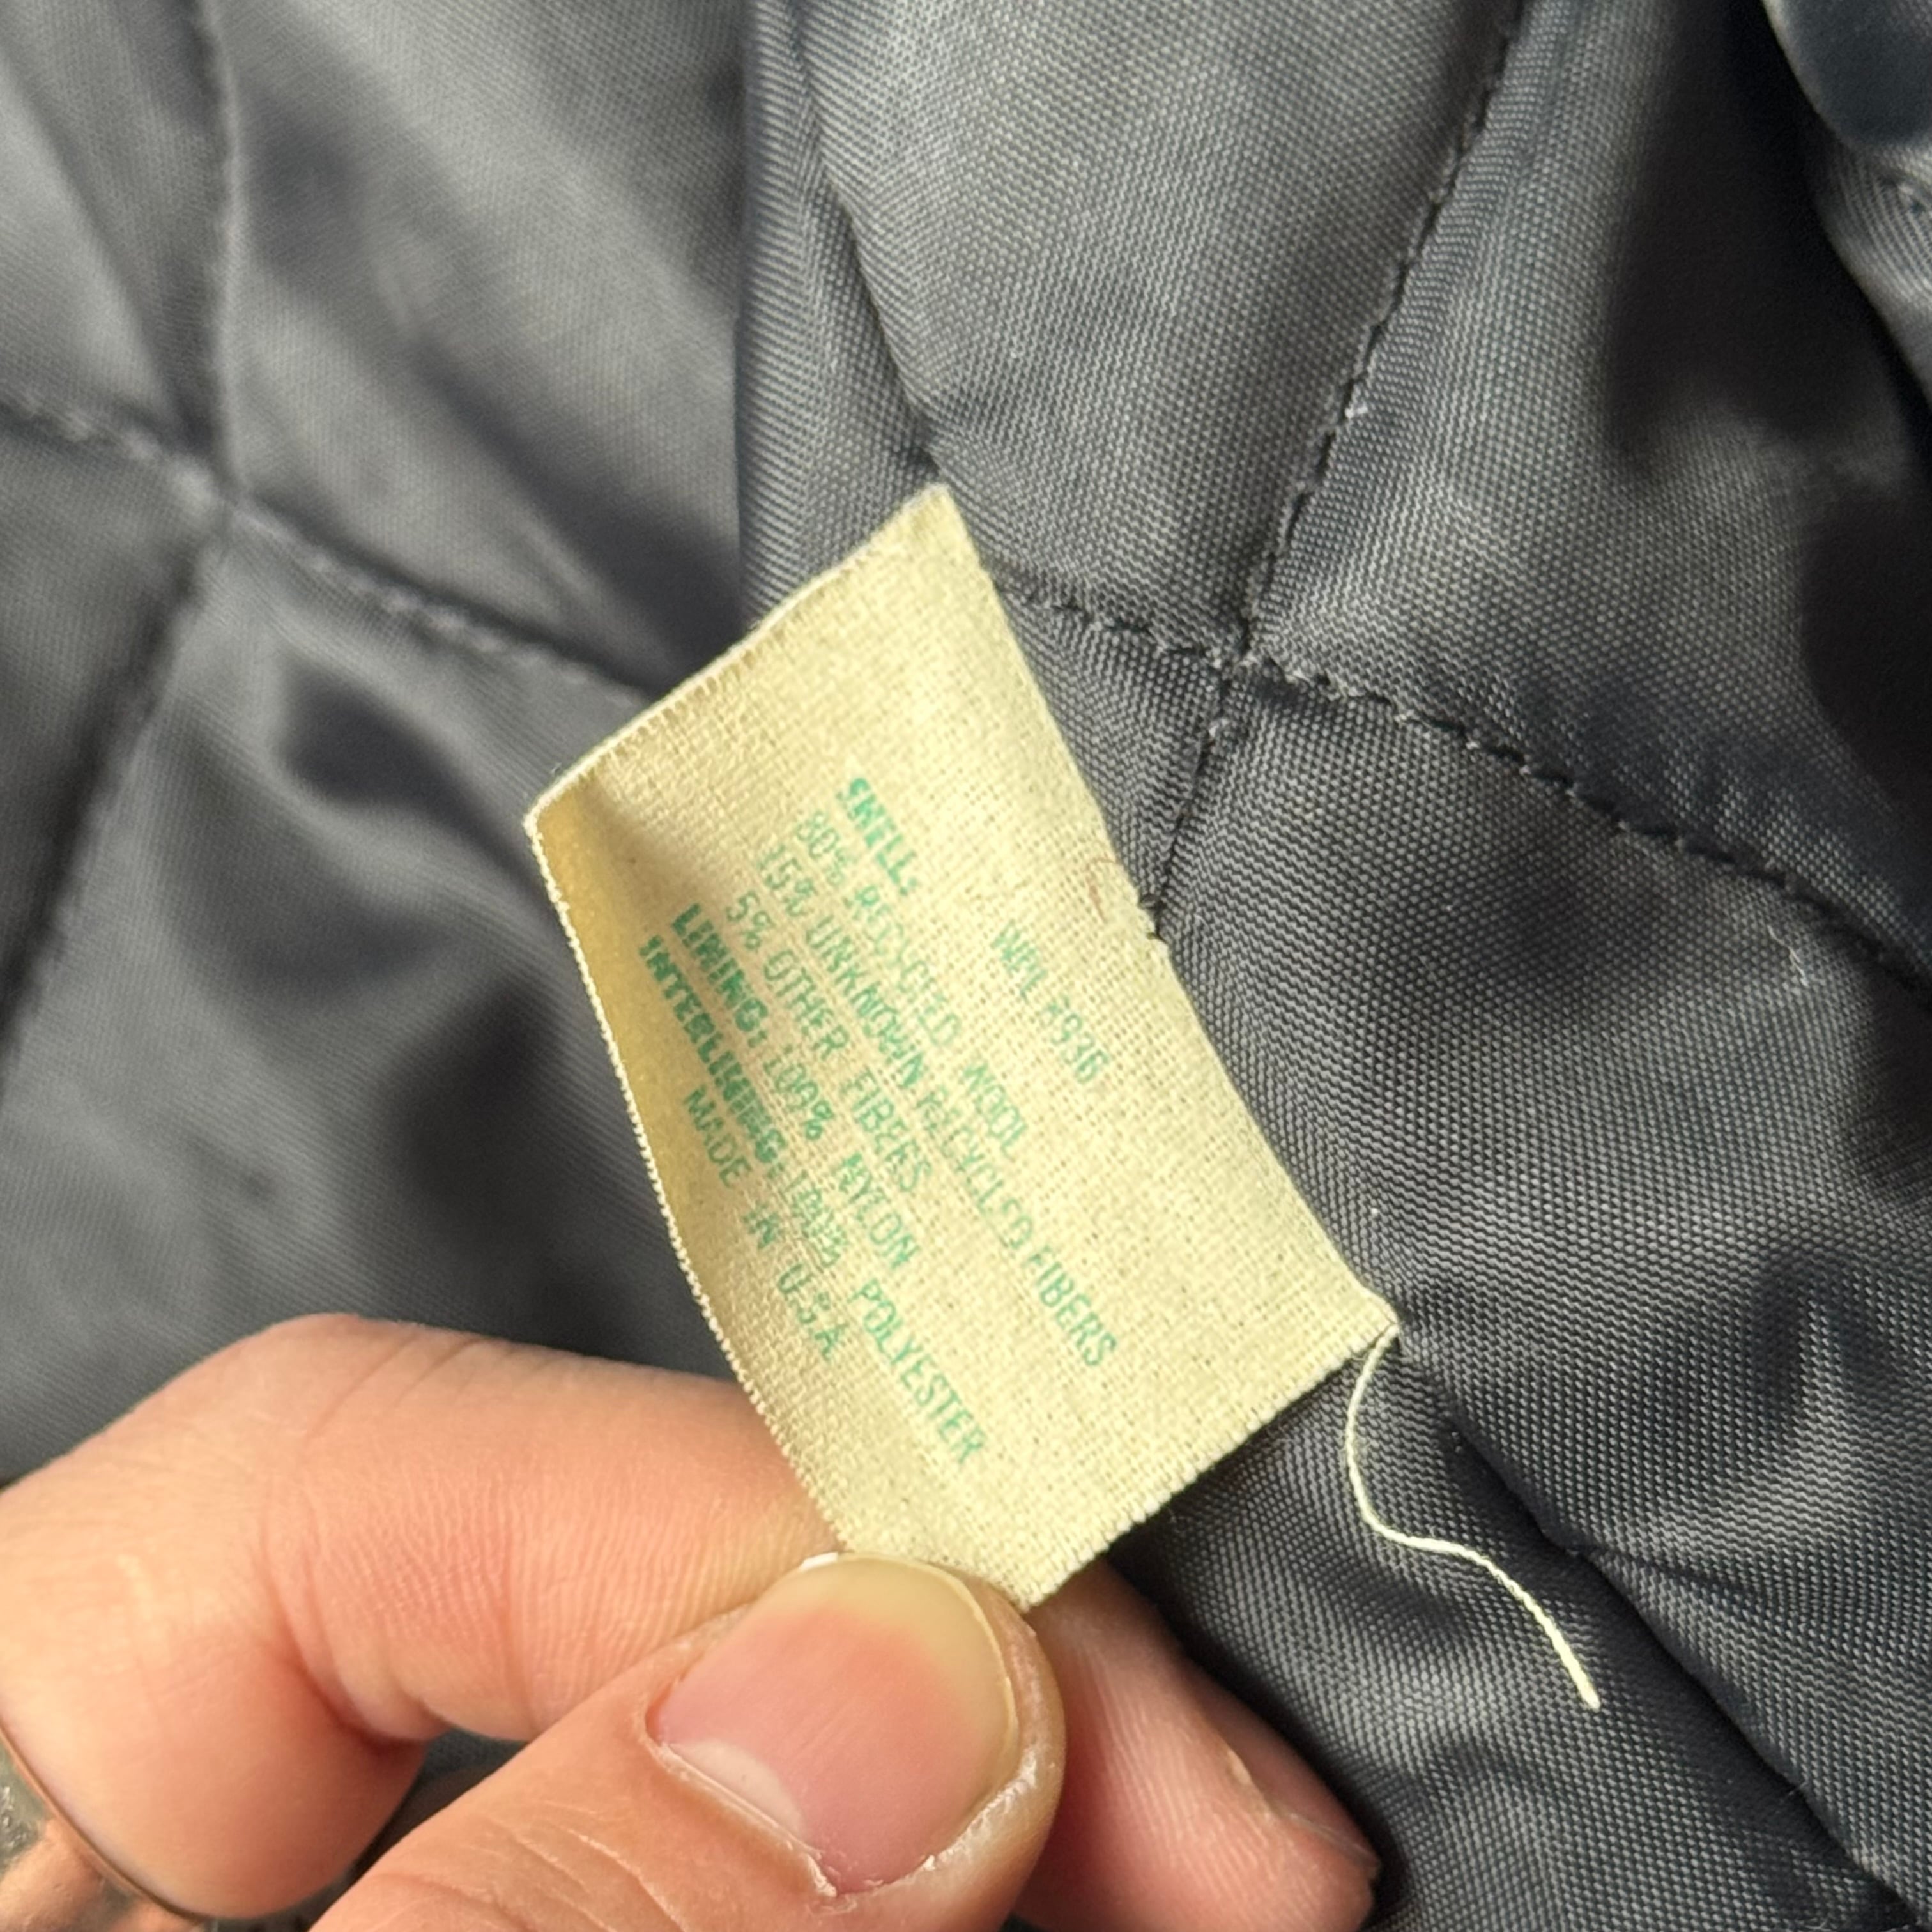 WPL #936
SHELL:
80% RECYCLED WOOL
15% UNKNOWN RECYCLED FIBERS
5% OTHER FIBERS
LINING: 100% NYLON
INTERLINING: 100% POLYESTER
MADE IN U.S.A.